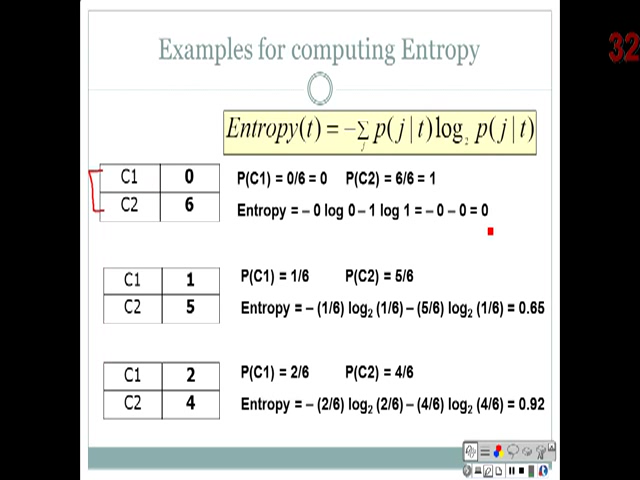 32
Examples for computing Entropy
Entropy(t) = −∑ p(j | t) log₂ p(j | t)
j
C1 0 P(C1) = 0/6 = 0 P(C2) = 6/6 = 1
C2 6 Entropy = – 0 log 0 – 1 log 1 = – 0 – 0 = 0
C1 1 P(C1) = 1/6 P(C2) = 5/6
C2 5 Entropy = – (1/6) log₂ (1/6) – (5/6) log₂ (1/6) = 0.65
C1 2 P(C1) = 2/6 P(C2) = 4/6
C2 4 Entropy = – (2/6) log₂ (2/6) – (4/6) log₂ (4/6) = 0.92